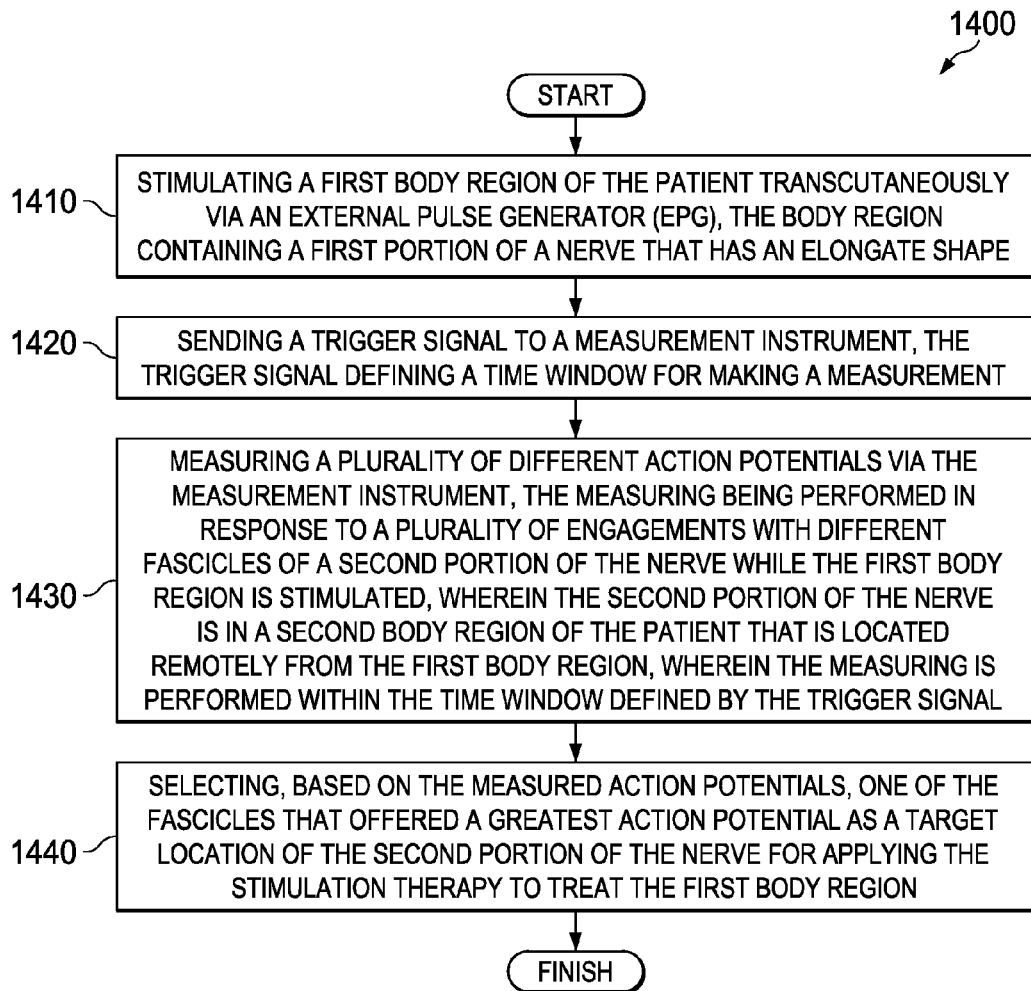 1400
START
1410
STIMULATING A FIRST BODY REGION OF THE PATIENT TRANSCUTANEOUSLY
VIA AN EXTERNAL PULSE GENERATOR (EPG), THE BODY REGION
CONTAINING A FIRST PORTION OF A NERVE THAT HAS AN ELONGATE SHAPE
1420
SENDING A TRIGGER SIGNAL TO A MEASUREMENT INSTRUMENT, THE
TRIGGER SIGNAL DEFINING A TIME WINDOW FOR MAKING A MEASUREMENT
1430
MEASURING A PLURALITY OF DIFFERENT ACTION POTENTIALS VIA THE
MEASUREMENT INSTRUMENT, THE MEASURING BEING PERFORMED IN
RESPONSE TO A PLURALITY OF ENGAGEMENTS WITH DIFFERENT
FASCICLES OF A SECOND PORTION OF THE NERVE WHILE THE FIRST BODY
REGION IS STIMULATED, WHEREIN THE SECOND PORTION OF THE NERVE
IS IN A SECOND BODY REGION OF THE PATIENT THAT IS LOCATED
REMOTELY FROM THE FIRST BODY REGION, WHEREIN THE MEASURING IS
PERFORMED WITHIN THE TIME WINDOW DEFINED BY THE TRIGGER SIGNAL
1440
SELECTING, BASED ON THE MEASURED ACTION POTENTIALS, ONE OF THE
FASCICLES THAT OFFERED A GREATEST ACTION POTENTIAL AS A TARGET
LOCATION OF THE SECOND PORTION OF THE NERVE FOR APPLYING THE
STIMULATION THERAPY TO TREAT THE FIRST BODY REGION
FINISH